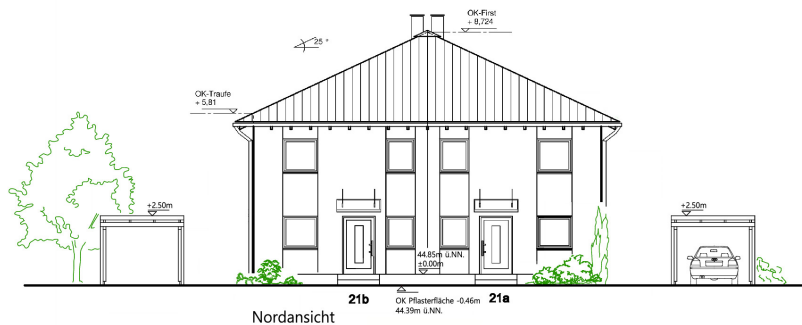 OK-First
+ 8,724
25 °
OK-Traufe
+ 5,81
+2.50m
+2.50m
44.85m ü.NN.
±0.00m
21b
OK Pflasterfläche -0.46m
44.39m ü.NN.
21a
Nordansicht